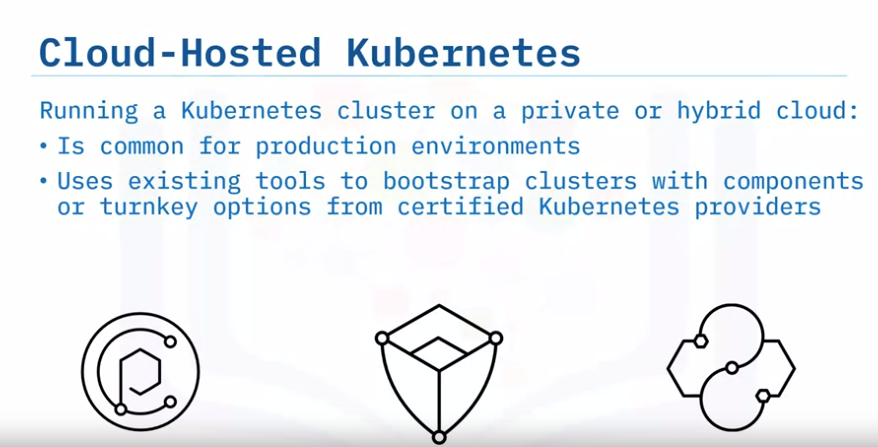 Cloud-Hosted Kubernetes
Running a Kubernetes cluster on a private or hybrid cloud:
• Is common for production environments
• Uses existing tools to bootstrap clusters with components
or turnkey options from certified Kubernetes providers